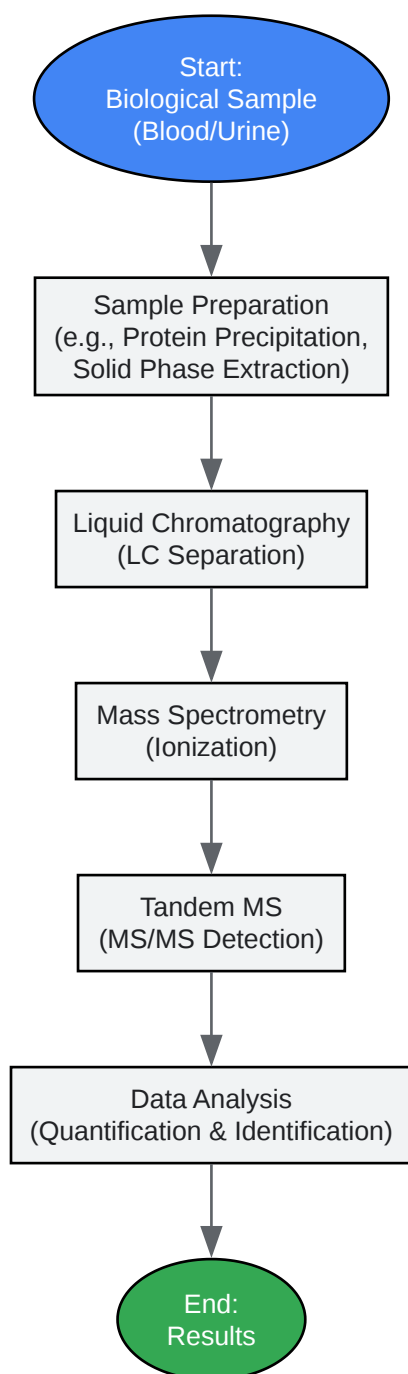 Start:
Biological Sample
(Blood/Urine)
Sample Preparation
(e.g., Protein Precipitation,
Solid Phase Extraction)
Liquid Chromatography
(LC Separation)
Mass Spectrometry
(Ionization)
Tandem MS
(MS/MS Detection)
Data Analysis
(Quantification & Identification)
End:
Results